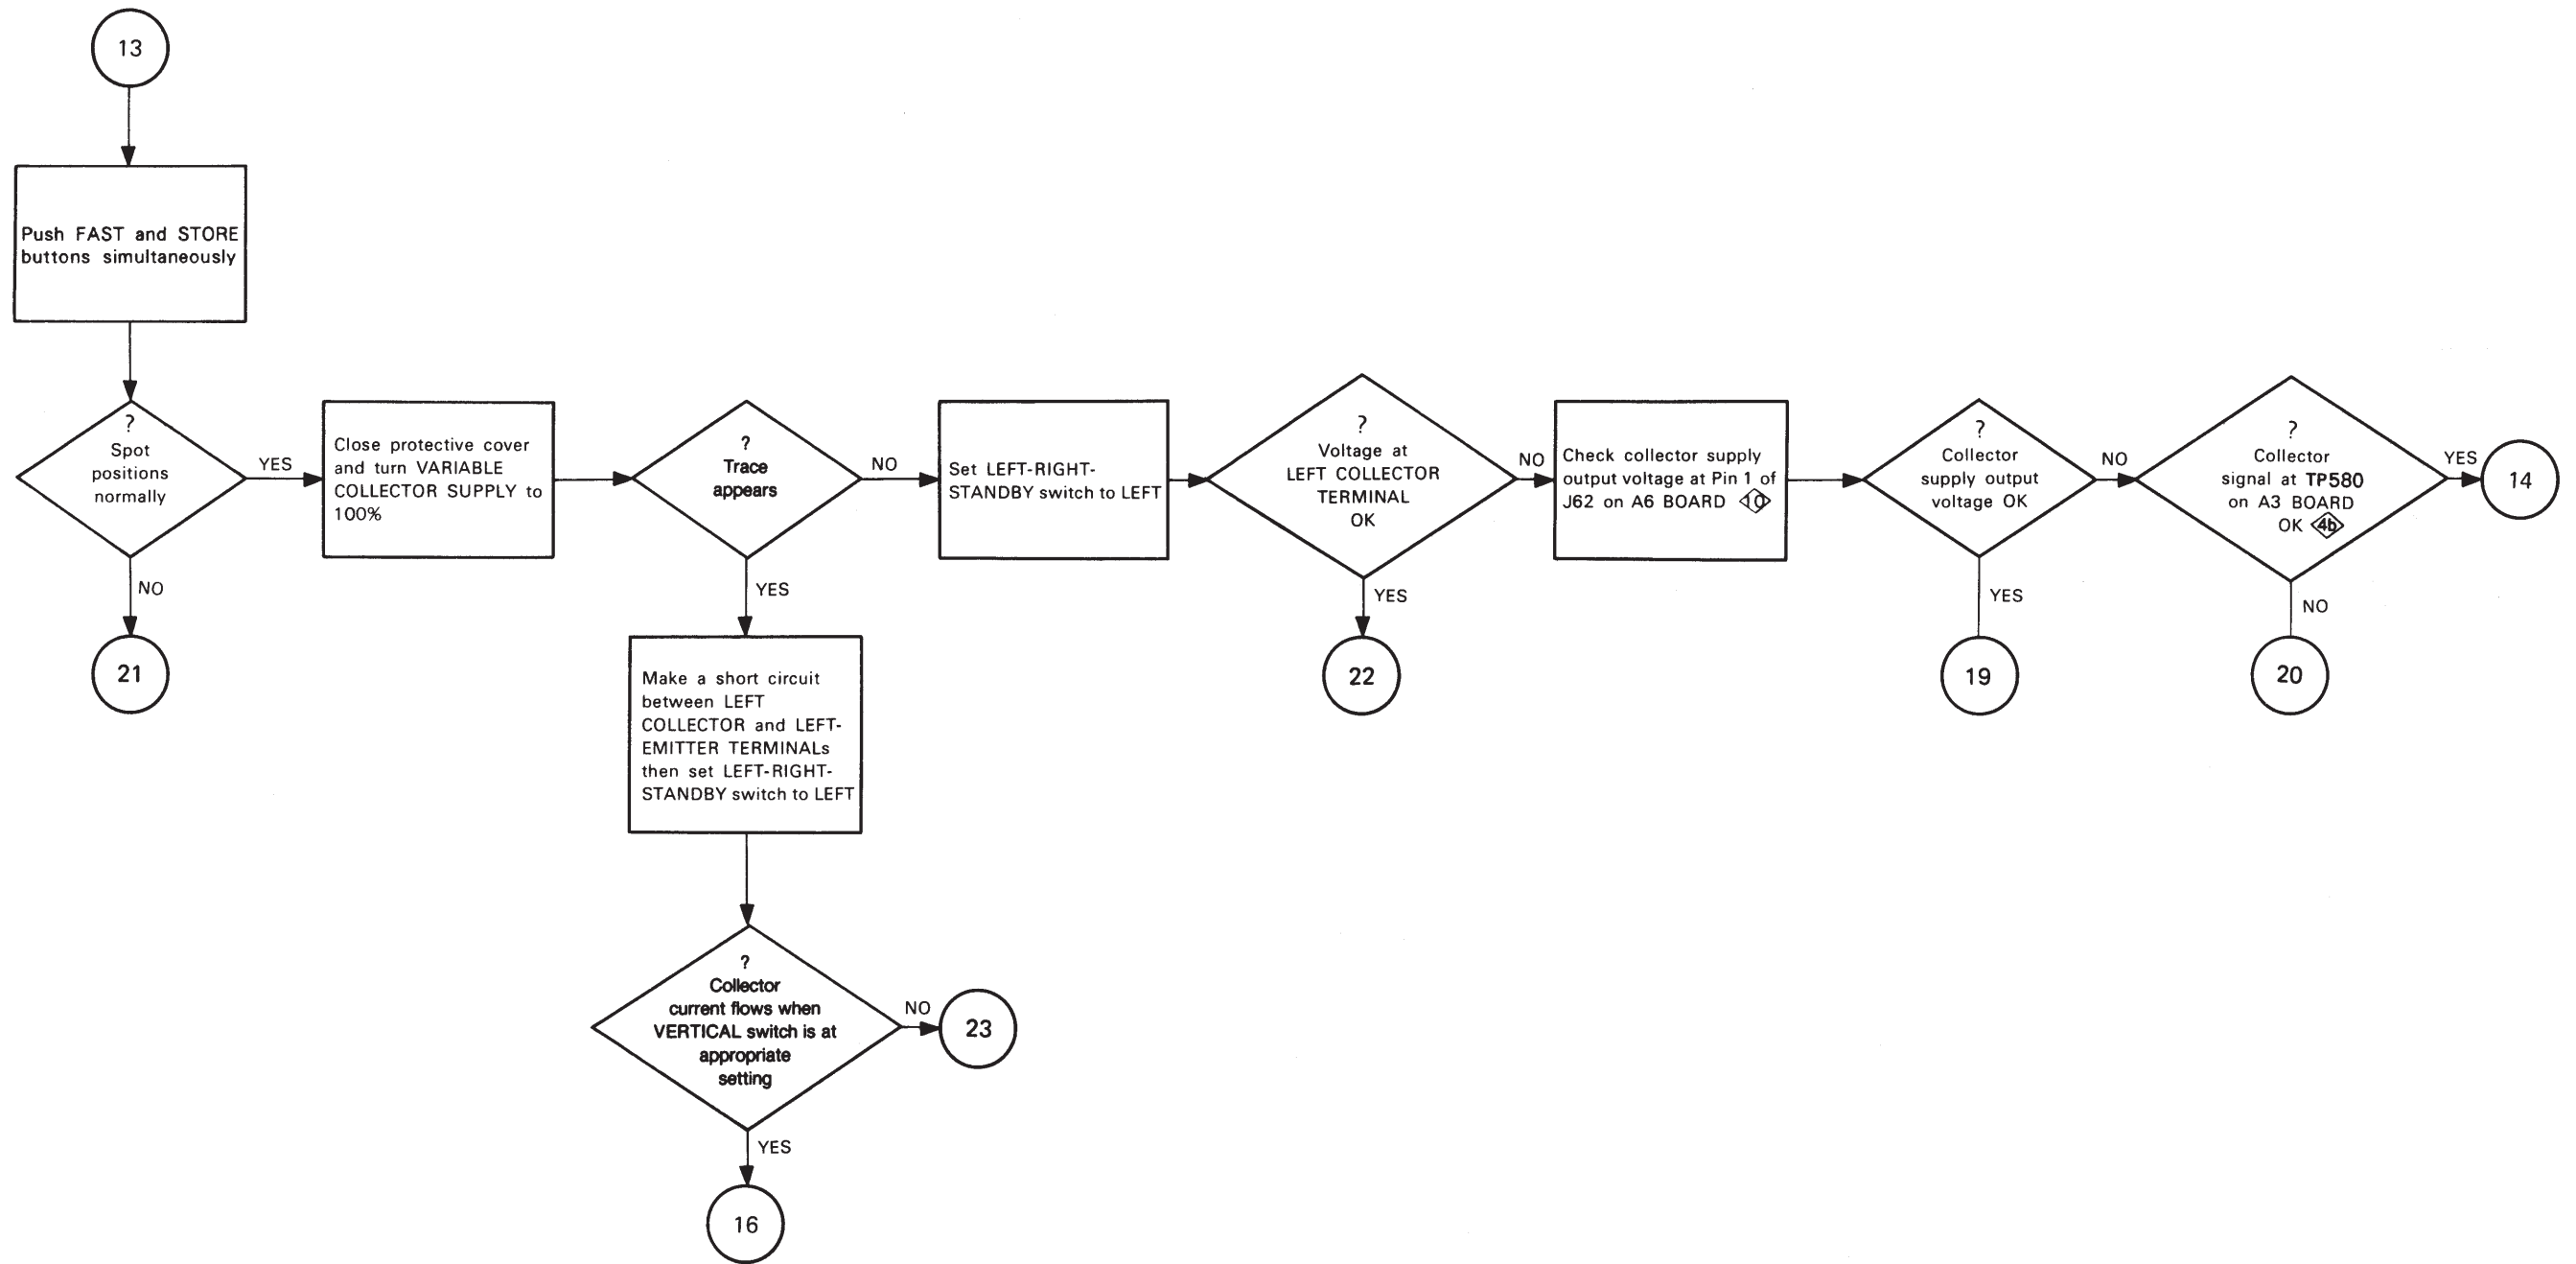 13
Push FAST and STORE
buttons simultaneously
?
Spot
positions
normally
YES
NO
21
Close protective cover
and turn VARIABLE
COLLECTOR SUPPLY to
100%
?
Trace
appears
NO
YES
Make a short circuit
between LEFT
COLLECTOR and LEFT-
EMITTER TERMINALs
then set LEFT-RIGHT-
STANDBY switch to LEFT
?
Collector
current flows when
VERTICAL switch is at
appropriate
setting
NO
23
YES
16
Set LEFT-RIGHT-
STANDBY switch to LEFT
?
Voltage at
LEFT COLLECTOR
TERMINAL
OK
NO
YES
22
Check collector supply
output voltage at Pin 1 of
J62 on A6 BOARD 10
?
Collector
supply output
voltage OK
NO
YES
19
?
Collector
signal at TP580
on A3 BOARD
OK 4b
YES
14
NO
20